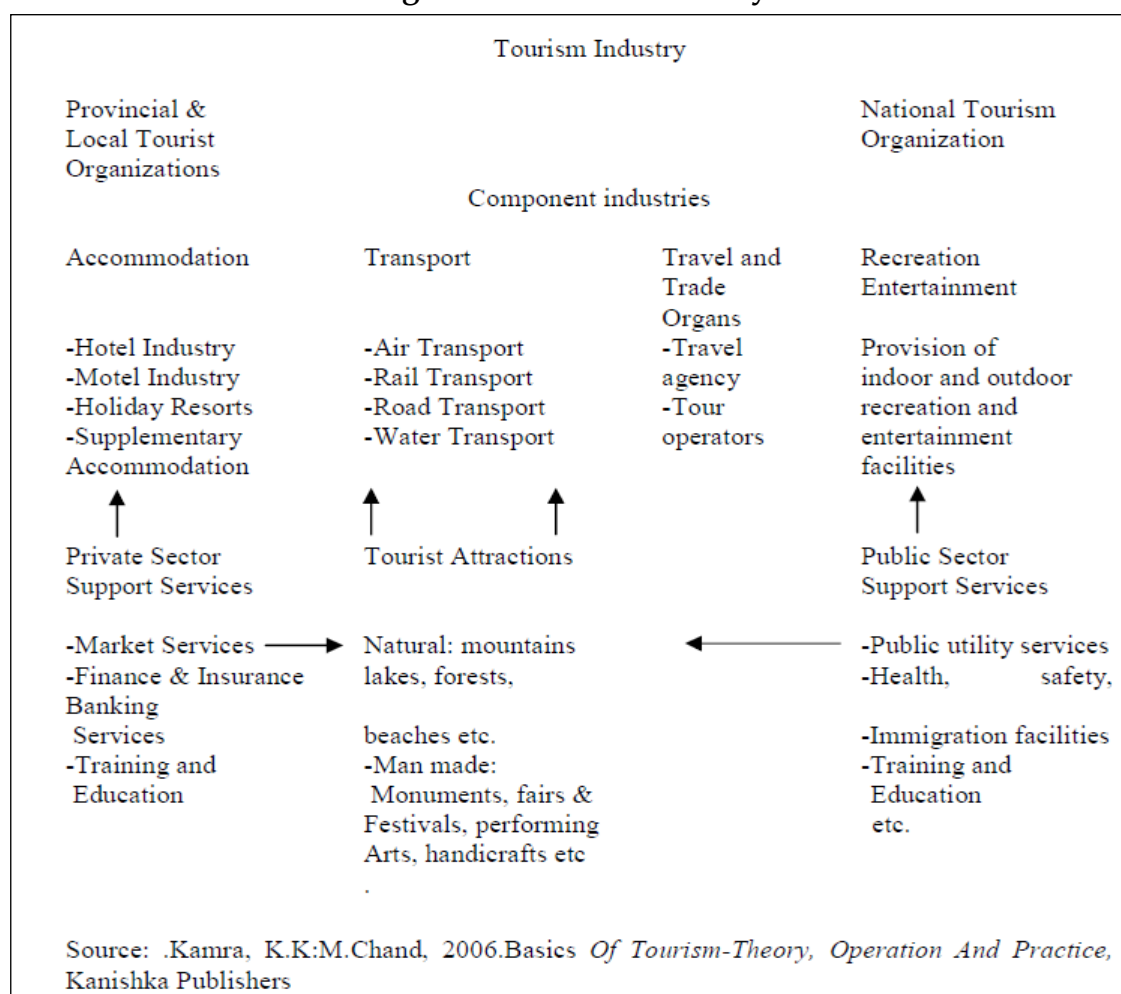 Tourism Industry
Provincial &
Local Tourist
Organizations
National Tourism
Organization
Component industries
Accommodation
Transport
Travel and
Trade
Organs
Recreation
Entertainment
-Hotel Industry
-Motel Industry
-Holiday Resorts
-Supplementary
Accommodation
-Air Transport
-Rail Transport
-Road Transport
-Water Transport
-Travel
agency
-Tour
operators
Provision of
indoor and outdoor
recreation and
entertainment
facilities
Private Sector
Support Services
Tourist Attractions
Public Sector
Support Services
-Market Services
-Finance & Insurance
Banking
Services
-Training and
Education
Natural: mountains
lakes, forests,
beaches etc.
-Man made:
Monuments, fairs &
Festivals, performing
Arts, handicrafts etc
.
-Public utility services
-Health, safety,
-Immigration facilities
-Training and
Education
etc.
Source: .Kamra, K.K:M.Chand, 2006.Basics Of Tourism-Theory, Operation And Practice,
Kanishka Publishers